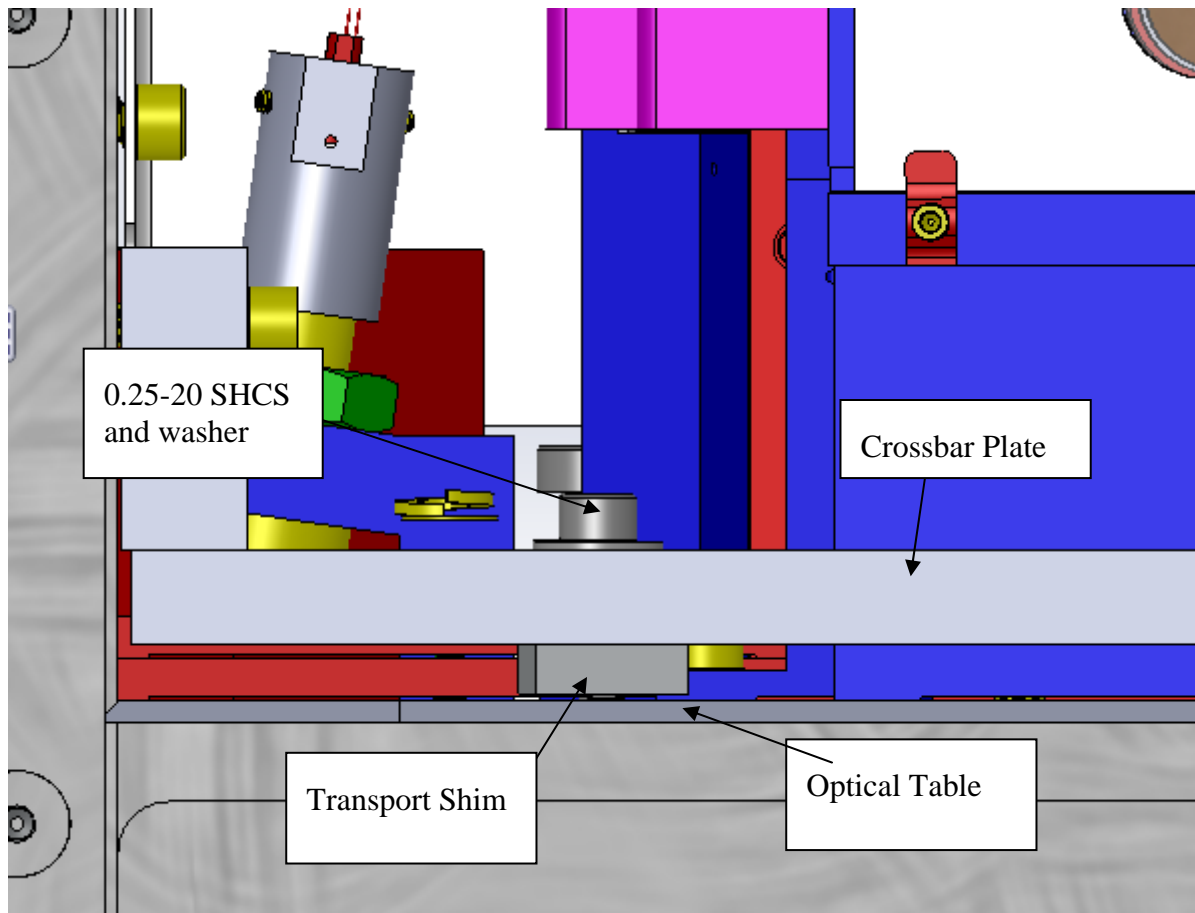 0.25-20 SHCS
and washer
Crossbar Plate
Transport Shim
Optical Table